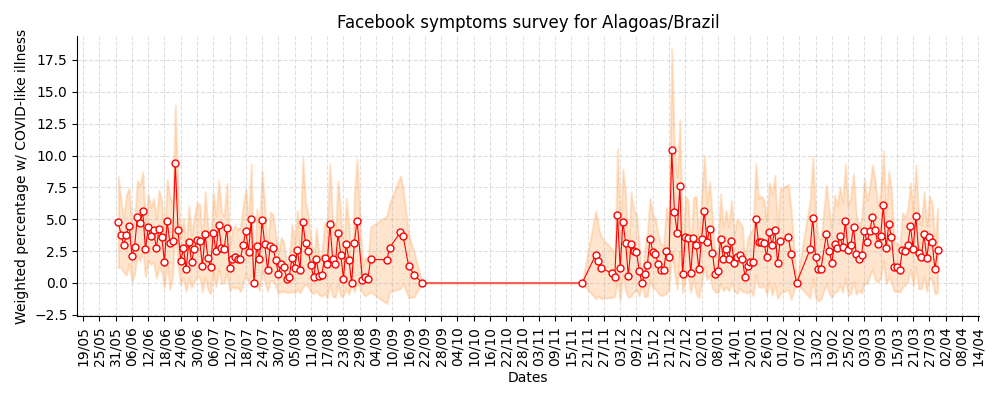 Facebook symptoms survey for Alagoas/Brazil
Weighted percentage w/ COVID-like illness
17.5
15.0
12.5
10.0
7.5
5.0
2.5
0.0
−2.5
19/05 25/05 31/05 06/06 12/06 18/06 24/06 30/06 06/07 12/07 18/07 24/07 30/07 05/08 11/08 17/08 23/08 29/08 04/09 10/09 16/09 22/09 28/09 04/10 10/10 16/10 22/10 28/10 03/11 09/11 15/11 21/11 27/11 03/12 09/12 15/12 21/12 27/12 02/01 08/01 14/01 20/01 26/01 01/02 07/02 13/02 19/02 25/02 03/03 09/03 15/03 21/03 27/03 02/04 08/04 14/04
Dates